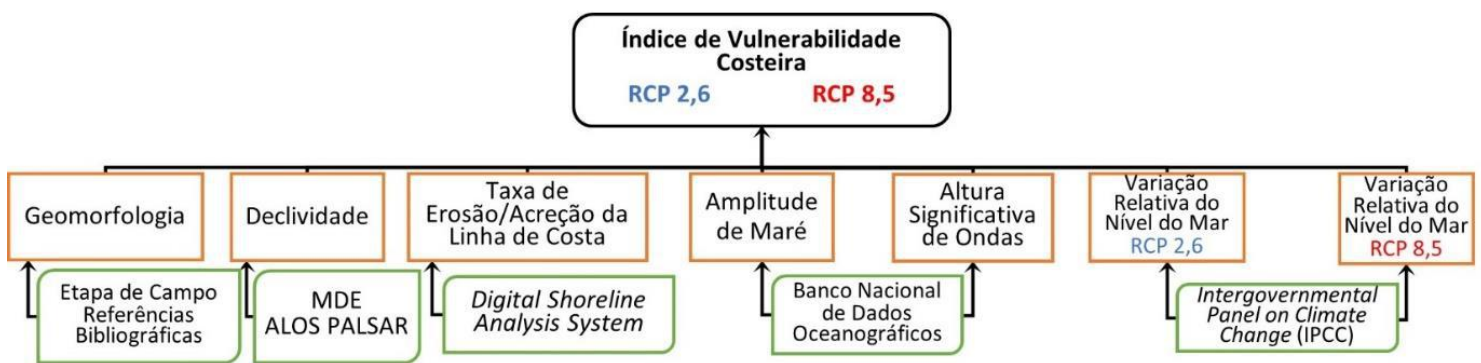 Índice de Vulnerabilidade
Costeira
RCP 2,6 RCP 8,5
Geomorfologia
Declividade
Taxa de
Erosão/Acreção da
Linha de Costa
Amplitude
de Maré
Altura
Significativa
de Ondas
Variação
Relativa do
Nível do Mar
RCP 2,6
Variação
Relativa do
Nível do Mar
RCP 8,5
Etapa de Campo
Referências
Bibliográficas
MDE
ALOS PALSAR
Digital Shoreline
Analysis System
Banco Nacional
de Dados
Oceanográficos
Intergovernmental
Panel on Climate
Change (IPCC)